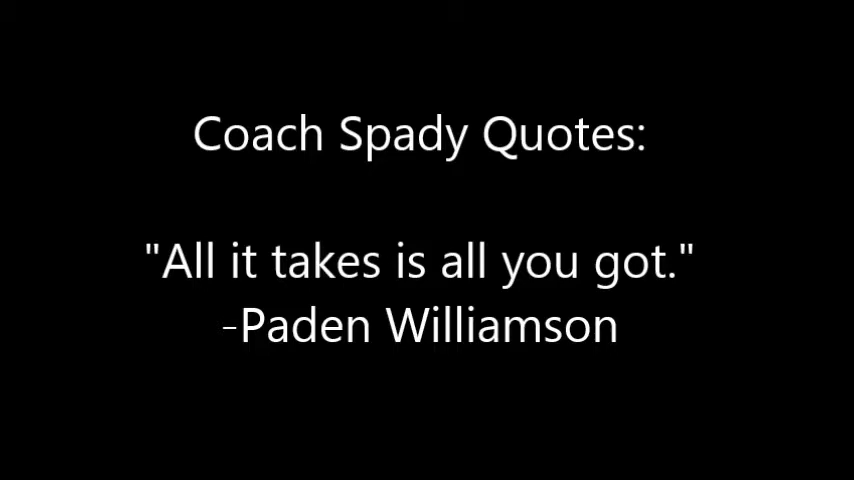 Coach Spady Quotes:
"All it takes is all you got."
-Paden Williamson